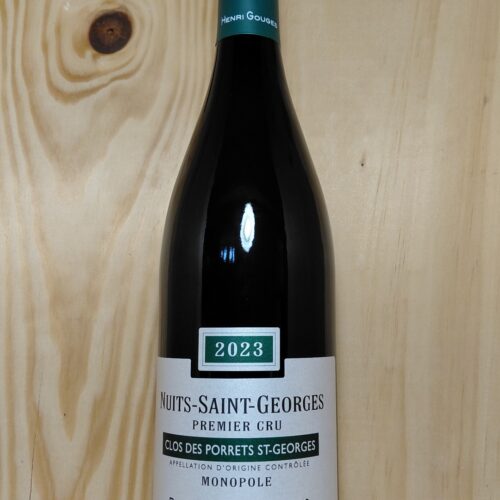 HENRI GOUGES
2023
NUITS-SAINT-GEORGES
PREMIER CRU
CLOS DES PORRETS ST-GEORGES
APPELLATION D'ORIGINE CONTRÔLÉE
MONOPOLE